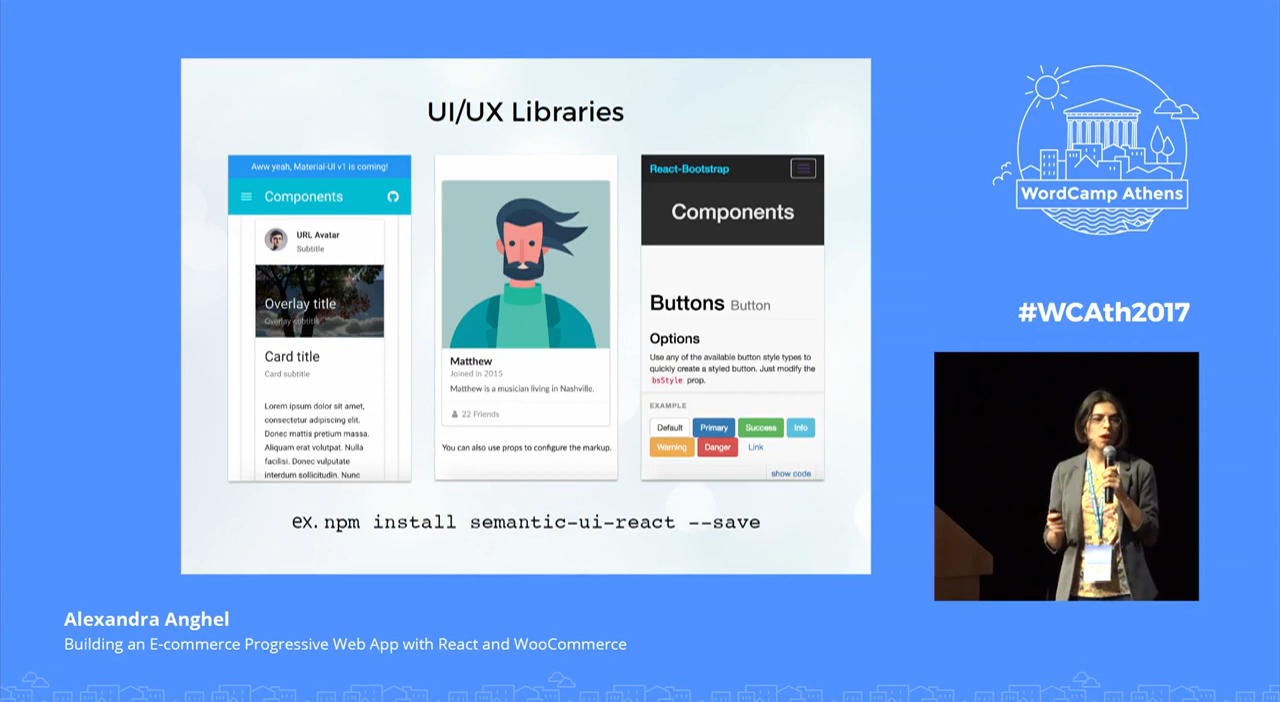 UI/UX Libraries
Aww yeah, Material-UI v1 is coming!
Components
URL Avatar
Subtitle
Overlay title
Overlay subtitle
Card title
Card subtitle
Lorem ipsum dolor sit amet,
consectetur adipiscing elit.
Donec mattis pretium massa.
Aliquam erat volutpat. Nulla
facilisi. Donec vulputate
interdum sollicitudin. Nunc
Matthew
Joined in 2015
Matthew is a musician living in Nashville.
22 Friends
You can also use props to configure the markup.
React-Bootstrap
Components
Buttons Button
Options
Use any of the available button style types to
quickly create a styled button. Just modify the
bsStyle prop.
EXAMPLE
Default Primary Success Info
Warning Danger Link
show code
ex. npm install semantic-ui-react --save
WordCamp Athens
#WCAth2017
Alexandra Anghel
Building an E-commerce Progressive Web App with React and WooCommerce